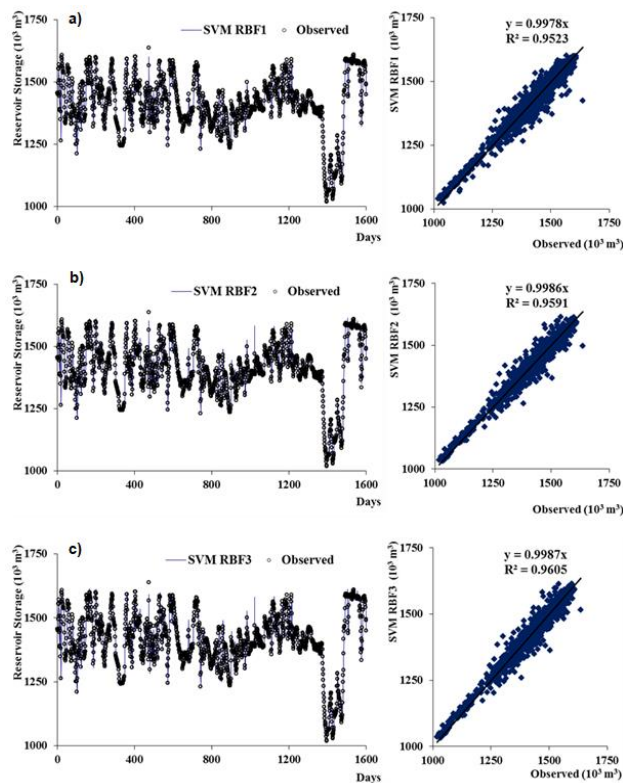 a)
SVM RBF1 Observed
Reservoir Storage (10³ m³)
1750
1500
1250
1000
0 400 800 1200 1600
Days
y = 0.9978x
R² = 0.9523
SVM RBF1 (10³ m³)
1750
1500
1250
1000
1000 1250 1500 1750
Observed (10³ m³)
b)
SVM RBF2 Observed
Reservoir Storage (10³ m³)
1750
1500
1250
1000
0 400 800 1200 1600
Days
y = 0.9986x
R² = 0.9591
SVM RBF2 (10³ m³)
1750
1500
1250
1000
1000 1250 1500 1750
Observed (10³ m³)
c)
SVM RBF3 Observed
Reservoir Storage (10³ m³)
1750
1500
1250
1000
0 400 800 1200 1600
Days
y = 0.9987x
R² = 0.9605
SVM RBF3 (10³ m³)
1750
1500
1250
1000
1000 1250 1500 1750
Observed (10³ m³)